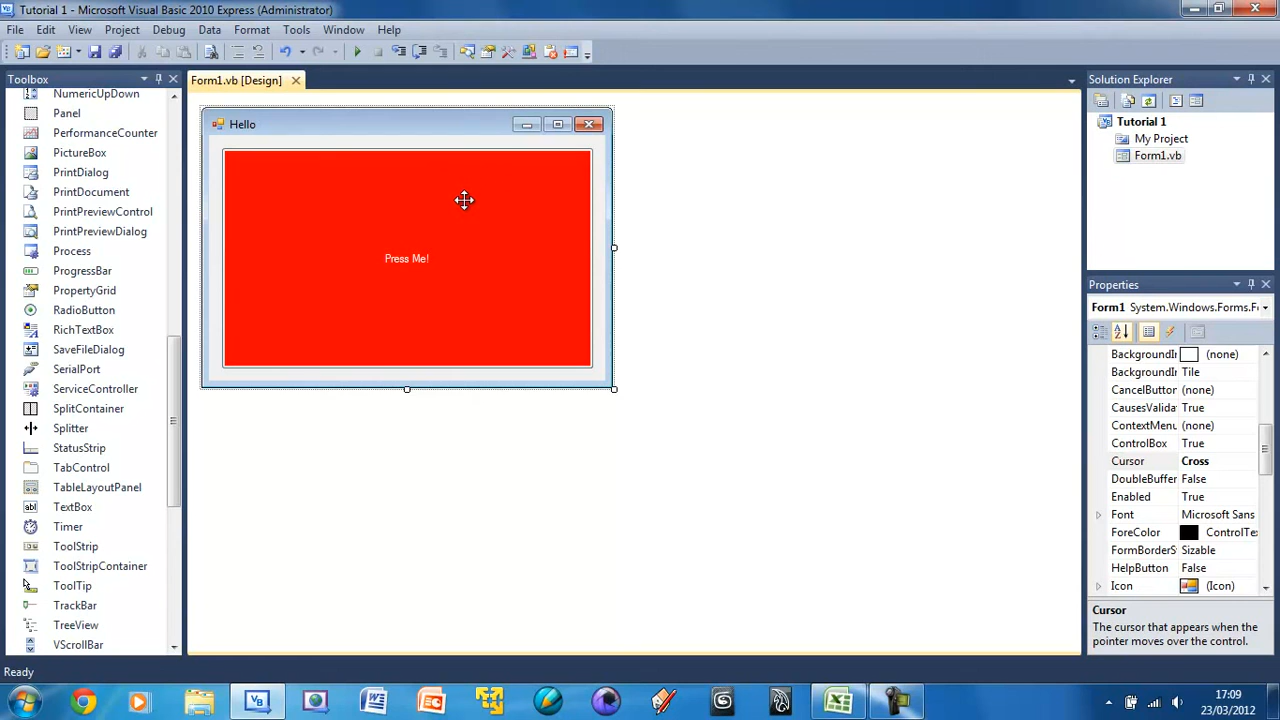 Tutorial 1 - Microsoft Visual Basic 2010 Express (Administrator)
File Edit View Project Debug Data Format Tools Window Help
Toolbox
NumericUpDown
Panel
PerformanceCounter
PictureBox
PrintDialog
PrintDocument
PrintPreviewControl
PrintPreviewDialog
Process
ProgressBar
PropertyGrid
RadioButton
RichTextBox
SaveFileDialog
SerialPort
ServiceController
SplitContainer
Splitter
StatusStrip
TabControl
TableLayoutPanel
TextBox
Timer
ToolStrip
ToolStripContainer
ToolTip
TrackBar
TreeView
VScrollBar
Form1.vb [Design]
Hello
Press Me!
Solution Explorer
Tutorial 1
My Project
Form1.vb
Properties
Form1 System.Windows.Forms.F
BackgroundI (none)
BackgroundI Tile
CancelButton (none)
CausesValida True
ContextMenu (none)
ControlBox True
Cursor Cross
DoubleBuffer False
Enabled True
Font Microsoft Sans
ForeColor ControlTe
FormBorderS Sizable
HelpButton False
Icon (Icon)
Cursor
The cursor that appears when the
pointer moves over the control.
Ready
17:09
23/03/2012